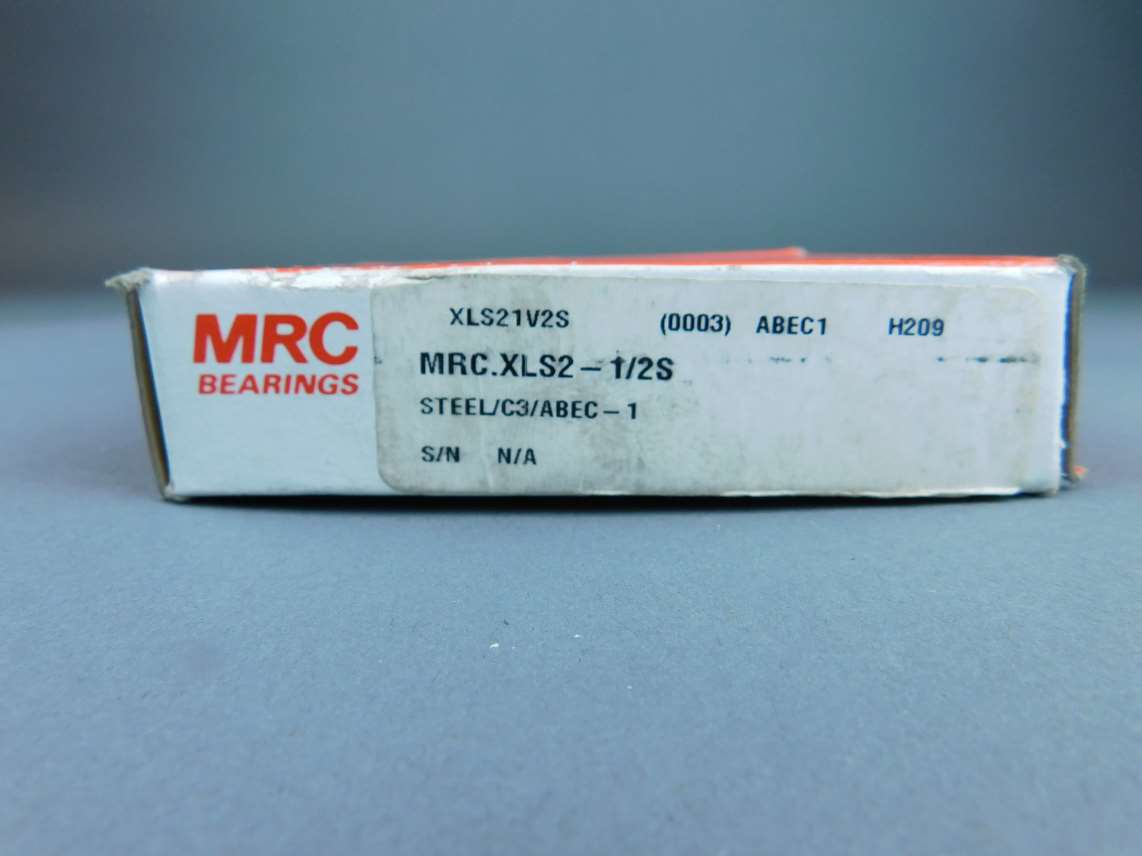 MRC
BEARINGS
XLS21V2S (0003) ABEC1 H209
MRC.XLS2-1/2S
STEEL/C3/ABEC-1
S/N N/A